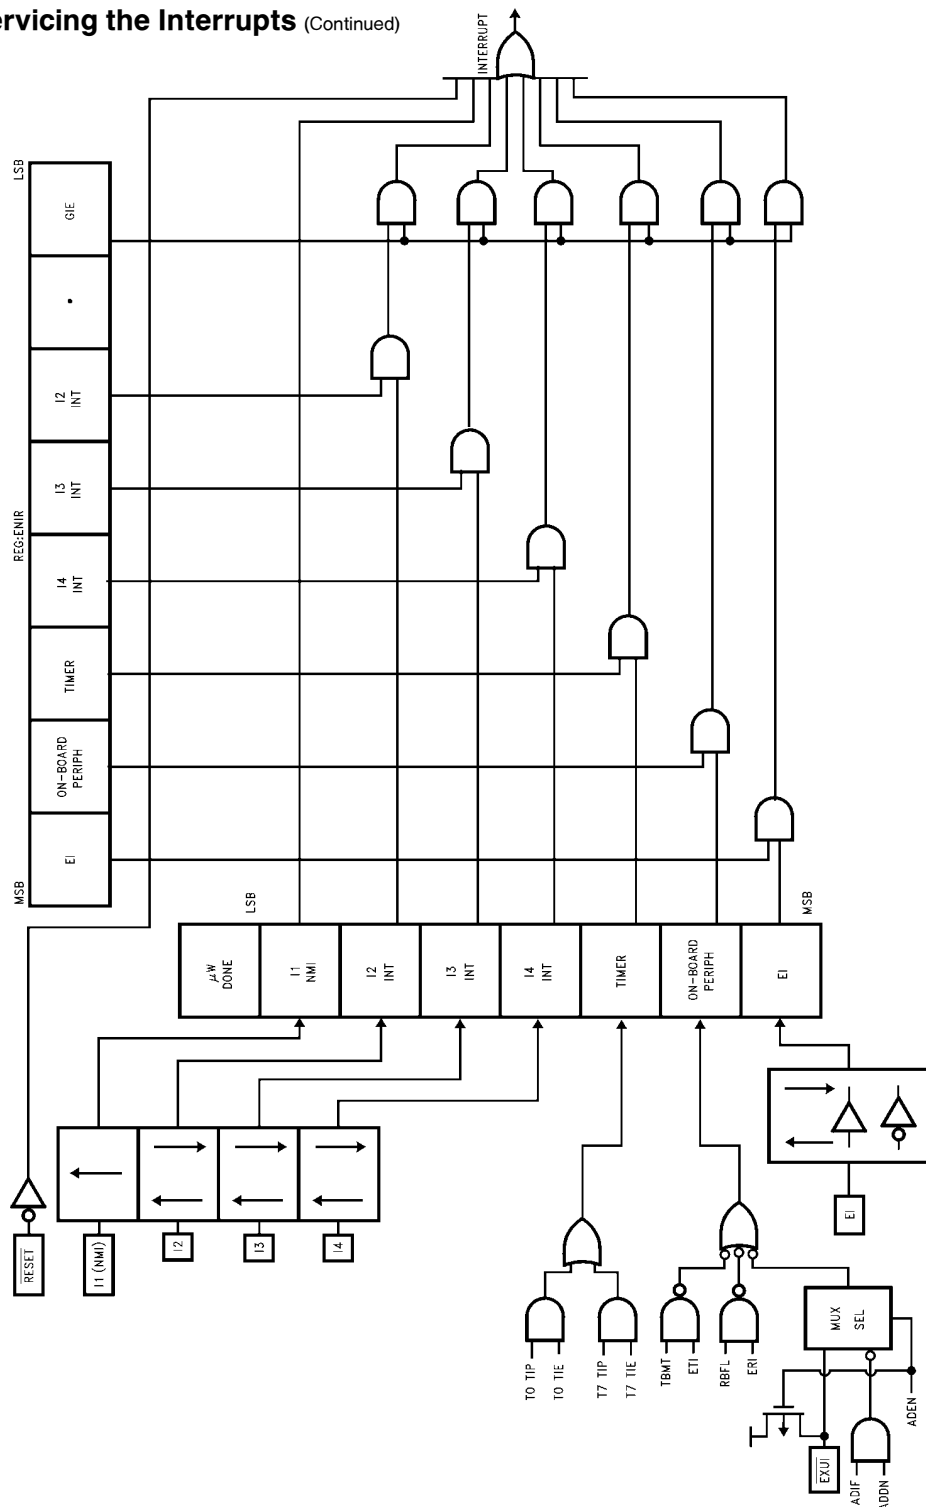 ervicing the Interrupts (Continued)
INTERRUPT
LSB
GIE
•
I2
INT
I3
INT
REG:ENIR
I4
INT
TIMER
ON-BOARD
PERIPH
EI
MSB
LSB
µW
DONE
I1
NMI
I2
INT
I3
INT
I4
INT
TIMER
ON-BOARD
PERIPH
EI
MSB
RESET
I1 (NMI)
I2
I3
I4
EI
T0 TIP
T0 TIE
T7 TIP
T7 TIE
TBMT
ETI
RBFL
ERI
MUX
SEL
EXUI
ADIF
ADDN
ADEN